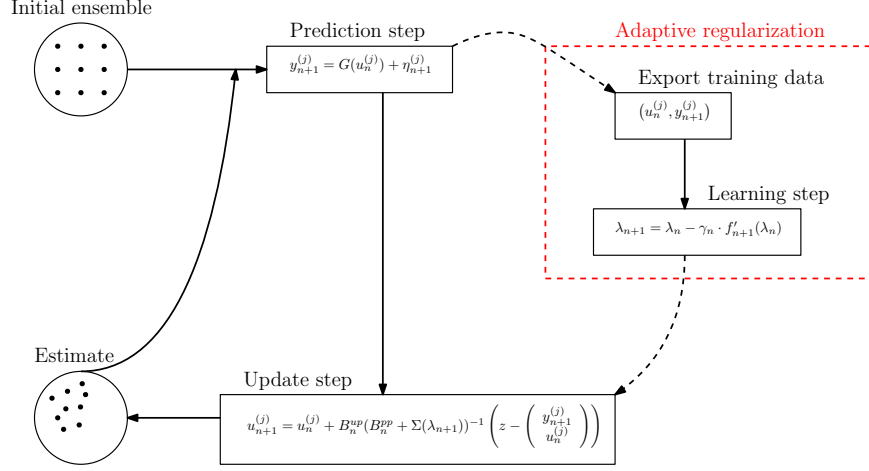 Initial ensemble
Prediction step
y_{n+1}^{(j)} = G(u_n^{(j)}) + η_{n+1}^{(j)}
Adaptive regularization
Export training data
(u_n^{(j)}, y_{n+1}^{(j)})
Learning step
λ_{n+1} = λ_n − γ_n · f′_{n+1}(λ_n)
Estimate
Update step
u_{n+1}^{(j)} = u_n^{(j)} + B_n^{up}(B_n^{pp} + Σ(λ_{n+1}))^{-1} (z − (y_{n+1}^{(j)} u_n^{(j)}))